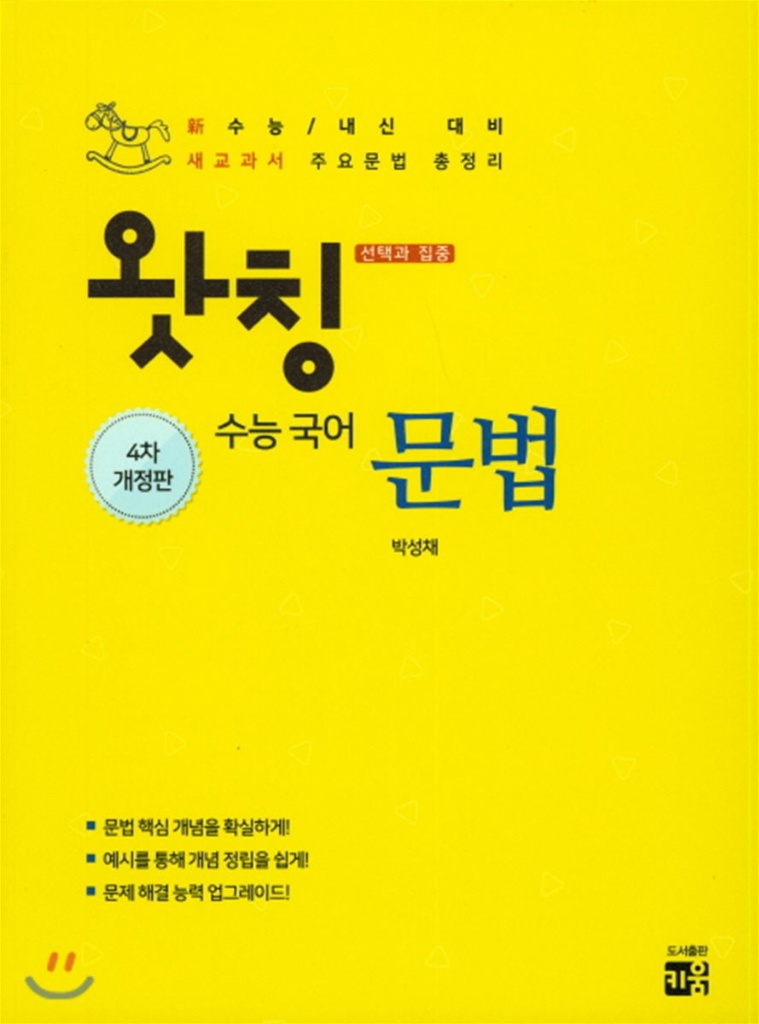 新 수능 / 내신 대비
새교과서 주요문법 총정리
왓칭
선택과 집중
수능 국어
문법
4차
개정판
박성채
■ 문법 핵심 개념을 확실하게!
■ 예시를 통해 개념 정립을 쉽게!
■ 문제 해결 능력 업그레이드!
도서출판
키움